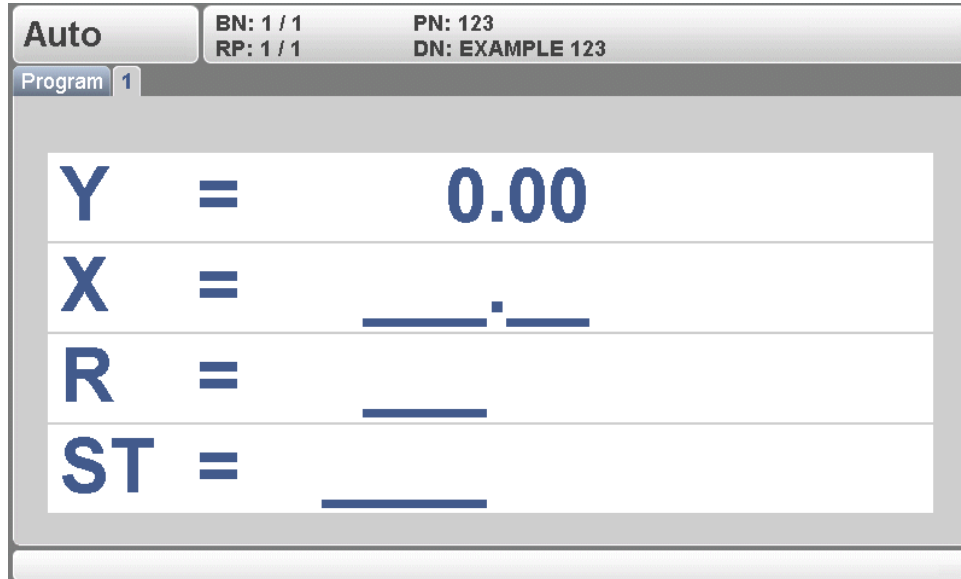 Auto
BN: 1 / 1 PN: 123
RP: 1 / 1 DN: EXAMPLE 123
Program 1
Y = 0.00
X = ___.__
R = ___
ST = ____